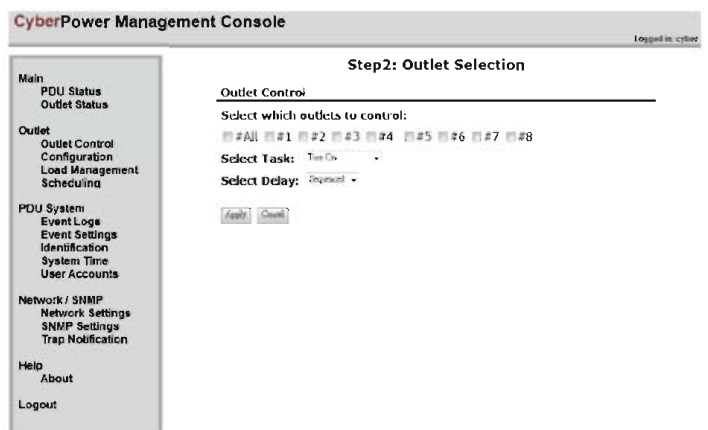 CyberPower Management Console
Logged in: cyber
Main
PDU Status
Outlet Status
Outlet
Outlet Control
Configuration
Load Management
Scheduling
PDU System
Event Logs
Event Settings
Identification
System Time
User Accounts
Network / SNMP
Network Settings
SNMP Settings
Trap Notification
Help
About
Logout
Step2: Outlet Selection
Outlet Control
Select which outlets to control:
#All #1 #2 #3 #4 #5 #6 #7 #8
Select Task: Turn On
Select Delay: Sequenced
Apply Cancel